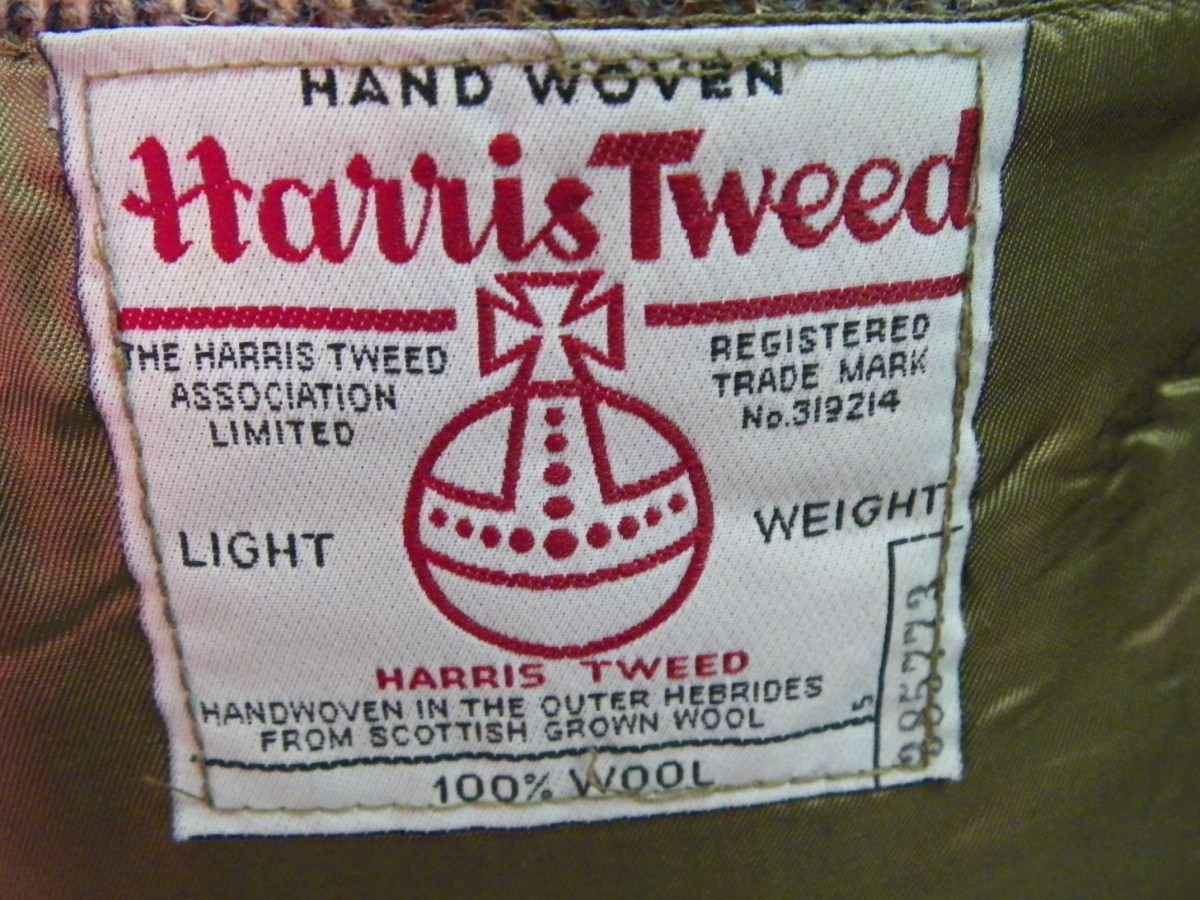 HAND WOVEN
Harris Tweed
THE HARRIS TWEED
ASSOCIATION
LIMITED
REGISTERED
TRADE MARK
No.319214
LIGHT WEIGHT
HARRIS TWEED
HANDWOVEN IN THE OUTER HEBRIDES
FROM SCOTTISH GROWN WOOL
15
100% WOOL